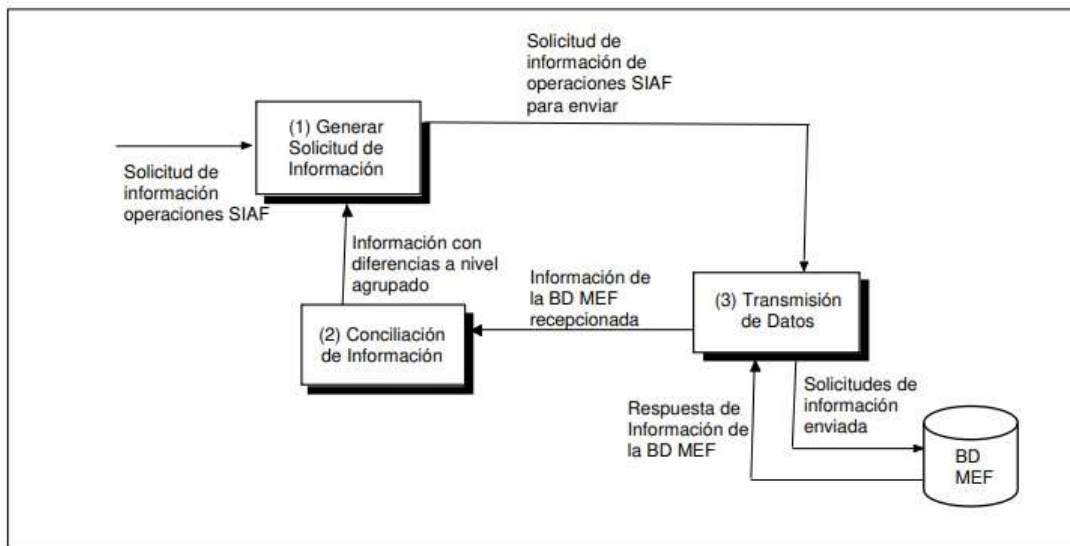 Solicitud de
información de
operaciones SIAF
para enviar
(1) Generar
Solicitud de
Información
Solicitud de
información
operaciones SIAF
Información con
diferencias a nivel
agrupado
Información de
la BD MEF
recepcionada
(3) Transmisión
de Datos
(2) Conciliación
de Información
Solicitudes de
información
enviada
Respuesta de
Información de
la BD MEF
BD
MEF